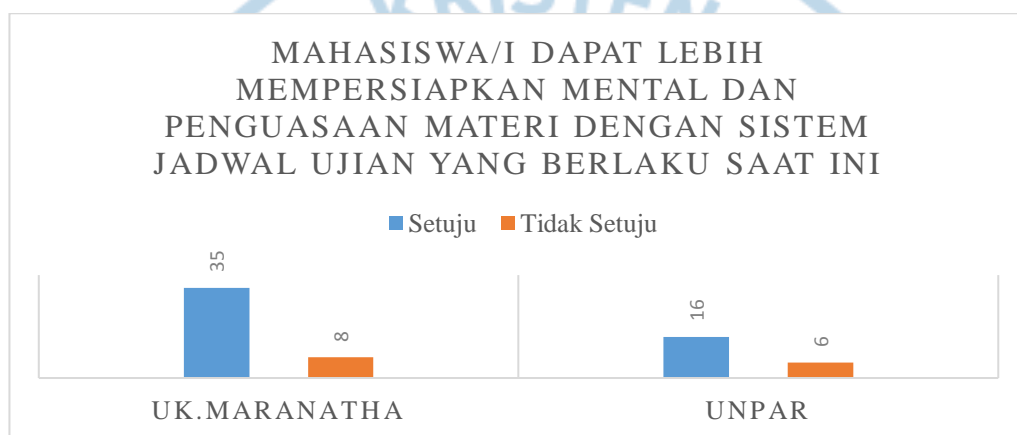 KRISTEN
MAHASISWA/I DAPAT LEBIH
MEMPERSIAPKAN MENTAL DAN
PENGUASAAN MATERI DENGAN SISTEM
JADWAL UJIAN YANG BERLAKU SAAT INI
Setuju Tidak Setuju
35
8
16
6
UK.MARANATHA UNPAR